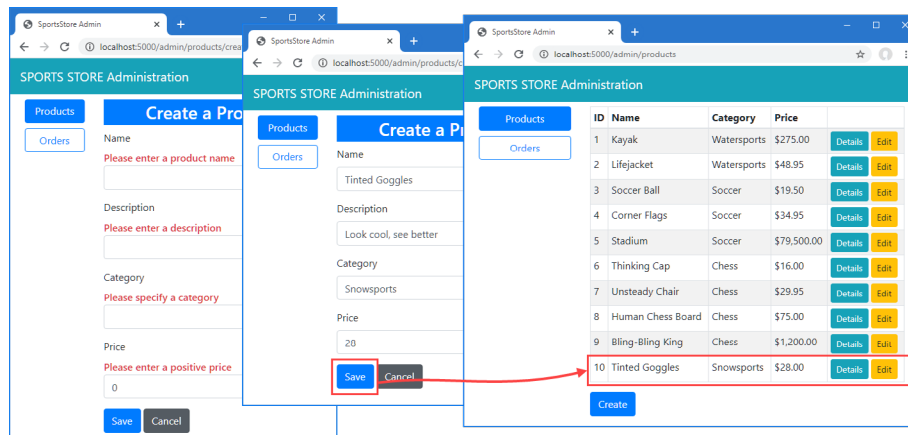 SportsStore Admin
localhost:5000/admin/products/crea
SPORTS STORE Administration
Products
Orders
Create a Pro
Name
Please enter a product name
Description
Please enter a description
Category
Please specify a category
Price
Please enter a positive price
0
Save Cancel
SportsStore Admin
localhost:5000/admin/products/c
SPORTS STORE Administration
Products
Orders
Create a P
Name
Tinted Goggles
Description
Look cool, see better
Category
Snowsports
Price
28
Save Cancel
SportsStore Admin
localhost:5000/admin/products
SPORTS STORE Administration
Products
Orders
ID Name Category Price
1 Kayak Watersports $275.00 Details Edit
2 Lifejacket Watersports $48.95 Details Edit
3 Soccer Ball Soccer $19.50 Details Edit
4 Corner Flags Soccer $34.95 Details Edit
5 Stadium Soccer $79,500.00 Details Edit
6 Thinking Cap Chess $16.00 Details Edit
7 Unsteady Chair Chess $29.95 Details Edit
8 Human Chess Board Chess $75.00 Details Edit
9 Bling-Bling King Chess $1,200.00 Details Edit
10 Tinted Goggles Snowsports $28.00 Details Edit
Create